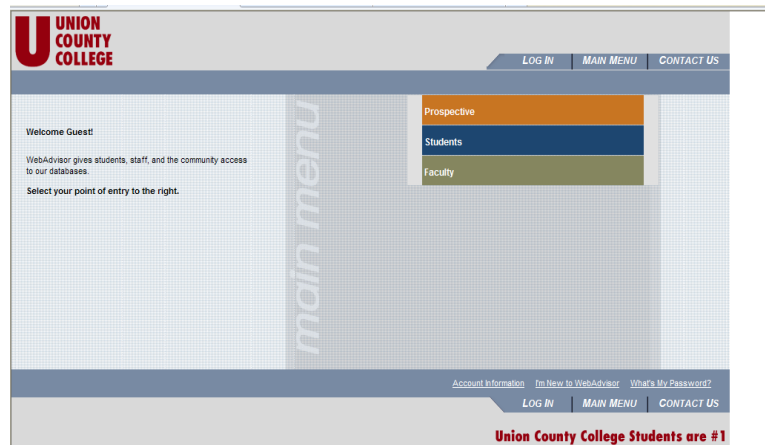 UNION
COUNTY
COLLEGE
LOG IN MAIN MENU CONTACT US
Prospective
Welcome Guest!
Students
WebAdvisor gives students, staff, and the community access
to our databases.
Faculty
Select your point of entry to the right.
main menu
Account Information I'm New to WebAdvisor What's My Password?
LOG IN MAIN MENU CONTACT US
Union County College Students are #1